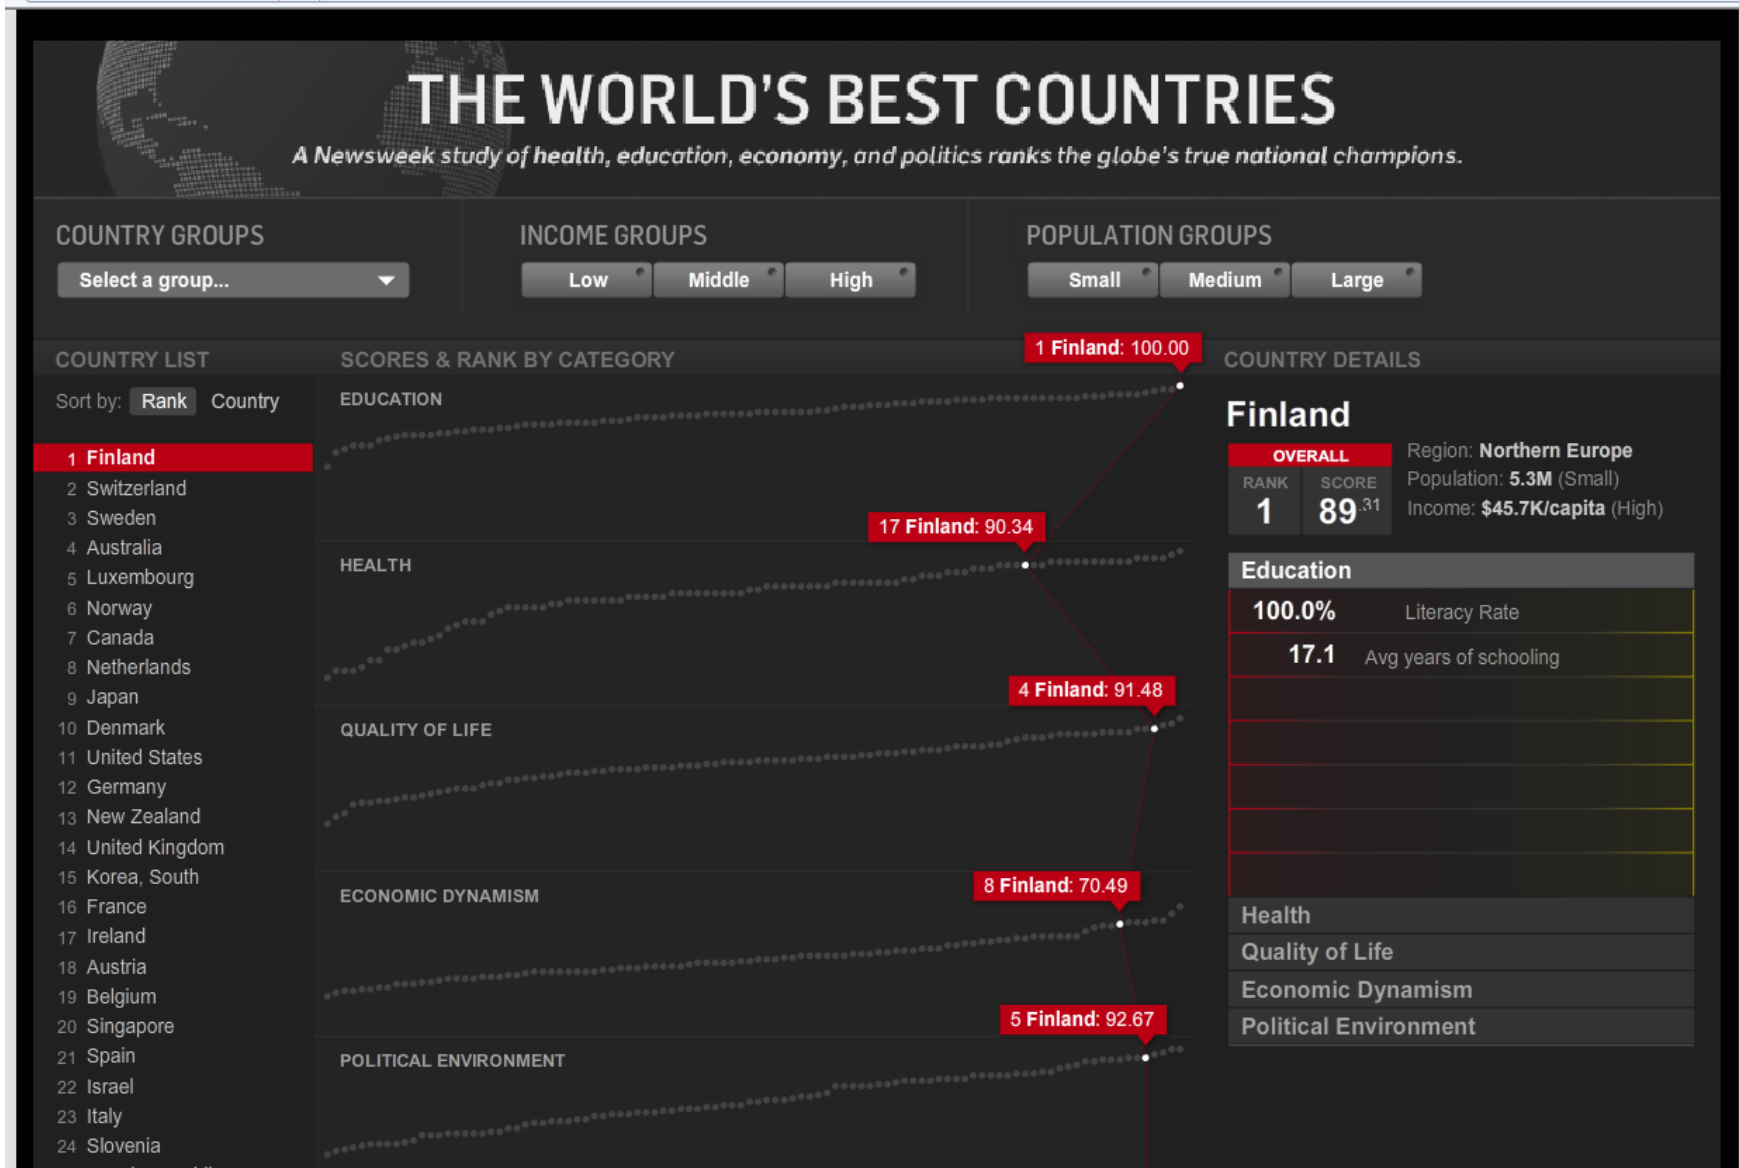 THE WORLD'S BEST COUNTRIES
A Newsweek study of health, education, economy, and politics ranks the globe's true national champions.
COUNTRY GROUPS
Select a group...
INCOME GROUPS
Low Middle High
POPULATION GROUPS
Small Medium Large
COUNTRY LIST
Sort by: Rank Country
1 Finland
2 Switzerland
3 Sweden
4 Australia
5 Luxembourg
6 Norway
7 Canada
8 Netherlands
9 Japan
10 Denmark
11 United States
12 Germany
13 New Zealand
14 United Kingdom
15 Korea, South
16 France
17 Ireland
18 Austria
19 Belgium
20 Singapore
21 Spain
22 Israel
23 Italy
24 Slovenia
SCORES & RANK BY CATEGORY
1 Finland: 100.00
EDUCATION
17 Finland: 90.34
HEALTH
4 Finland: 91.48
QUALITY OF LIFE
8 Finland: 70.49
ECONOMIC DYNAMISM
5 Finland: 92.67
POLITICAL ENVIRONMENT
COUNTRY DETAILS
Finland
OVERALL
RANK SCORE
1 89.31
Region: Northern Europe
Population: 5.3M (Small)
Income: $45.7K/capita (High)
Education
100.0% Literacy Rate
17.1 Avg years of schooling
Health
Quality of Life
Economic Dynamism
Political Environment